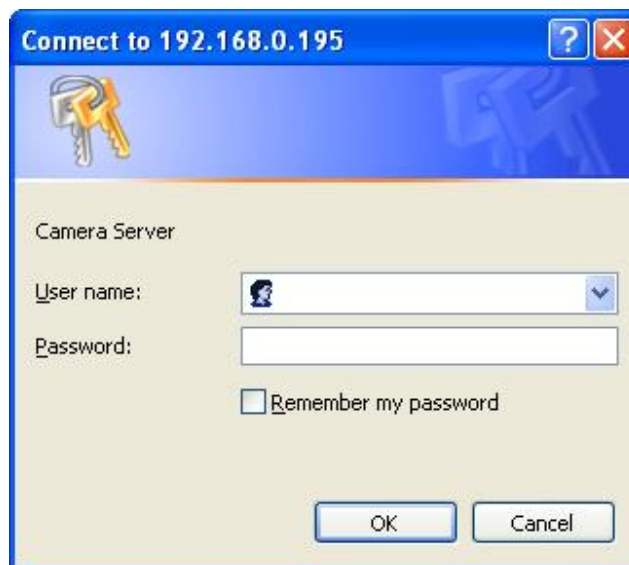 Connect to 192.168.0.195
?
Camera Server
User name:
Password:
Remember my password
OK
Cancel